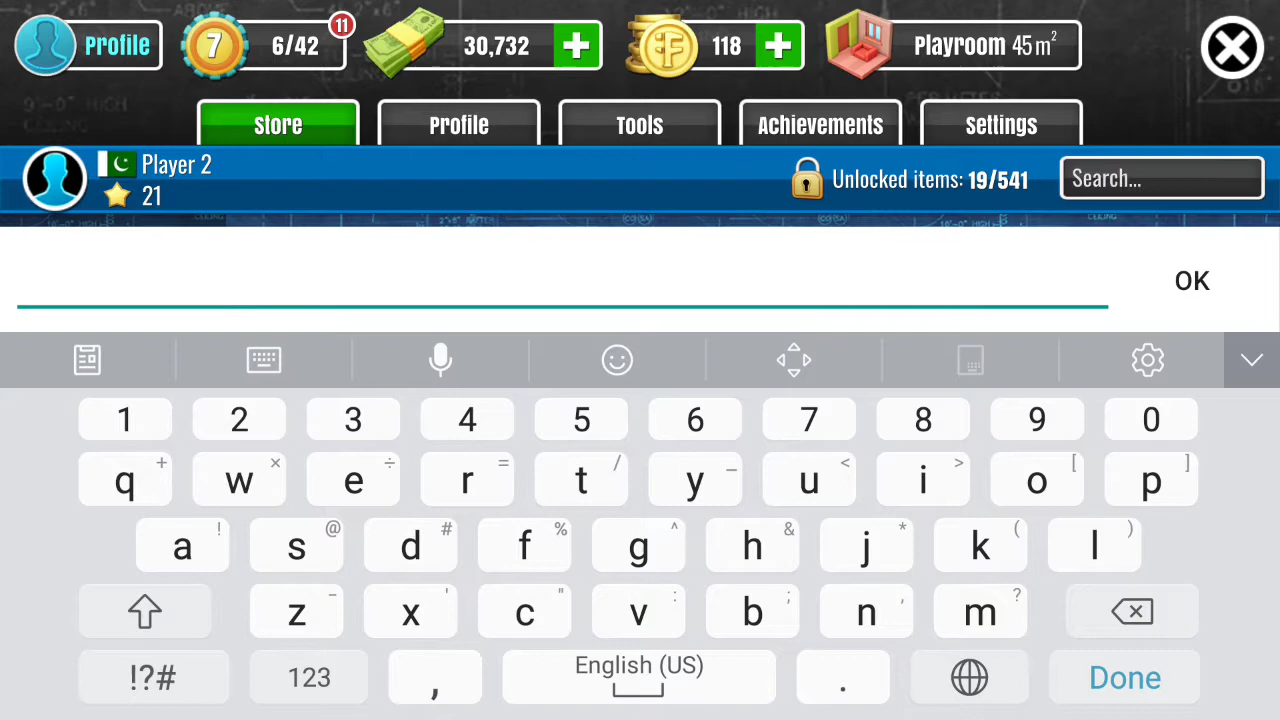 Profile
7
6/42
11
30,732
118
Playroom 45 m²
Store
Profile
Tools
Achievements
Settings
Player 2
21
Unlocked items: 19/541
Search...
OK
1 2 3 4 5 6 7 8 9 0
q + w × e ÷ r = t / y _ u < i > o [ p ]
a ! s @ d # f % g ^ h & j * k ( l )
z - x ' c " v : b ; n , m ?
!?# 123 , English (US) . Done